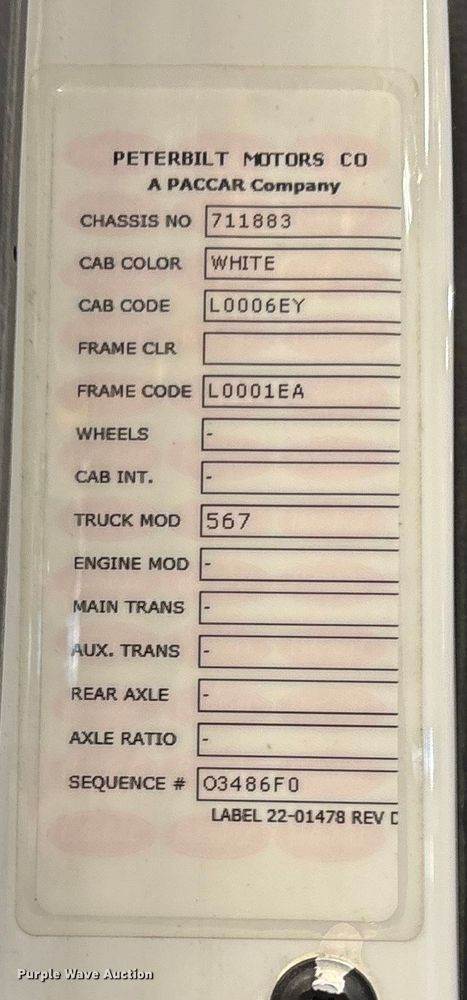 PETERBILT MOTORS CO
A PACCAR Company
CHASSIS NO 711883
CAB COLOR WHITE
CAB CODE L0006EY
FRAME CLR
FRAME CODE L0001EA
WHEELS -
CAB INT. -
TRUCK MOD 567
ENGINE MOD -
MAIN TRANS -
AUX. TRANS -
REAR AXLE -
AXLE RATIO -
SEQUENCE # O3486F0
LABEL 22-01478 REV D
Purple Wave Auction